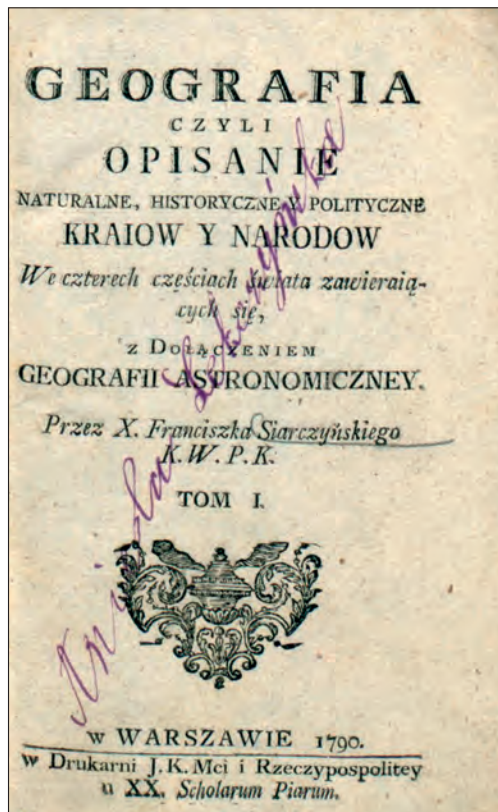 GEOGRAFIA
CZYLI
OPISANIE
NATURALNE, HISTORYCZNE Y POLITYCZNE
KRAIOW Y NARODOW
We czterech częściach świata zawieraią-
cych się,
Z DOŁĄCZENIEM
GEOGRAFII ASTRONOMICZNEY.
Przez X. Franciszka Siarczyńskiego
K. W. P. K.
TOM I.
w WARSZAWIE 1790.
w Drukarni J. K. Mci i Rzeczypospolitey
u XX. Scholarum Piarum.